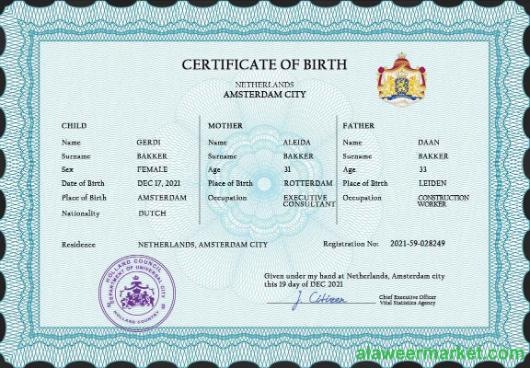 CERTIFICATE OF BIRTH
NETHERLANDS
AMSTERDAM CITY
CHILD
Name GERDI
Surname BAKKER
Sex FEMALE
Date of Birth DEC 17, 2021
Place of Birth AMSTERDAM
Nationality DUTCH
MOTHER
Name ALEIDA
Surname BAKKER
Age 31
Place of Birth ROTTERDAM
Occupation EXECUTIVE
CONSULTANT
FATHER
Name DAAN
Surname BAKKER
Age 33
Place of Birth LEIDEN
Occupation CONSTRUCTION
WORKER
Residence NETHERLANDS, AMSTERDAM CITY
Registration No: 2021-59-028249
HOLLAND COUNCIL
GOVERNMENT OF UNIVERSAL CITY
HOLLAND COUNTRY
Given under my hand at Netherlands, Amsterdam city
this 19 day of DEC 2021
J. Citizen
Chief Executive Officer
Vital Statistics Agency
alaweermarket.com